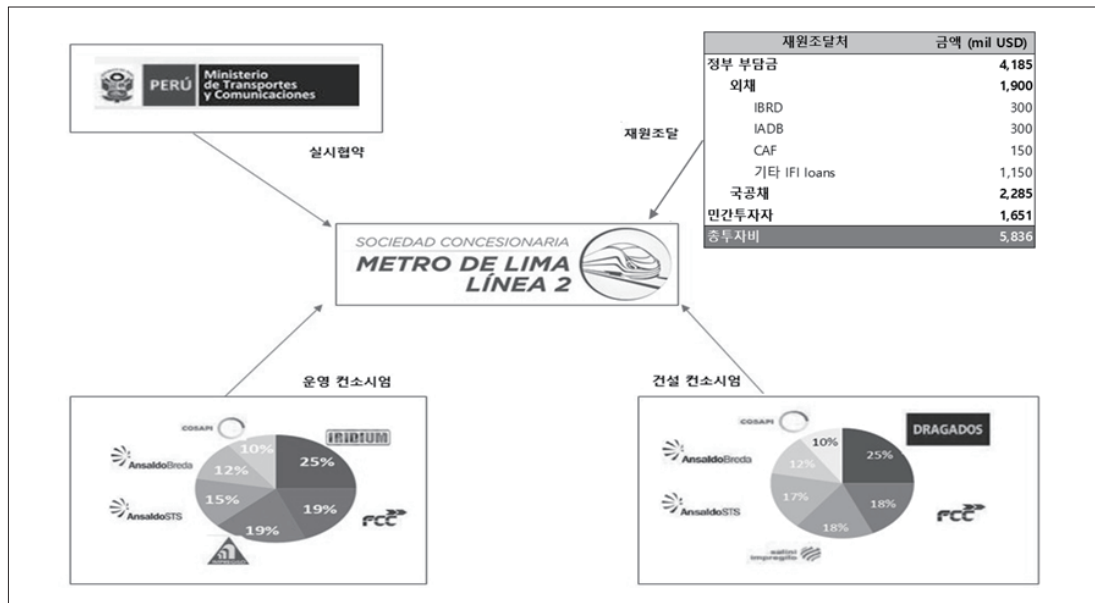 PERÚ
Ministerio
de Transportes
y Comunicaciones
실시협약
재원조달
재원조달처 금액 (mil USD)
정부 부담금 4,185
외채 1,900
IBRD 300
IADB 300
CAF 150
기타 IFI loans 1,150
국공채 2,285
민간투자자 1,651
총투자비 5,836
SOCIEDAD CONCESIONARIA
METRO DE LIMA
LÍNEA 2
운영 컨소시엄
COSAPI
IRIDIUM
AnsaldoBreda
AnsaldoSTS
FCC
10%
25%
12%
15%
19%
19%
건설 컨소시엄
COSAPI
DRAGADOS
AnsaldoBreda
AnsaldoSTS
FCC
salini
impregilo
10%
25%
12%
17%
18%
18%